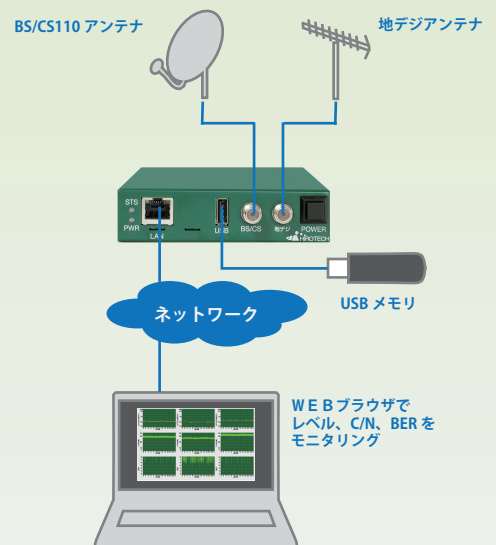 BS/CS110 アンテナ
地デジアンテナ
STS
PWR
LAN
USB
BS/CS
地デジ
POWER
HIROTECH
USB メモリ
ネットワーク
ＷＥＢブラウザで
レベル、C/N、BER を
モニタリング